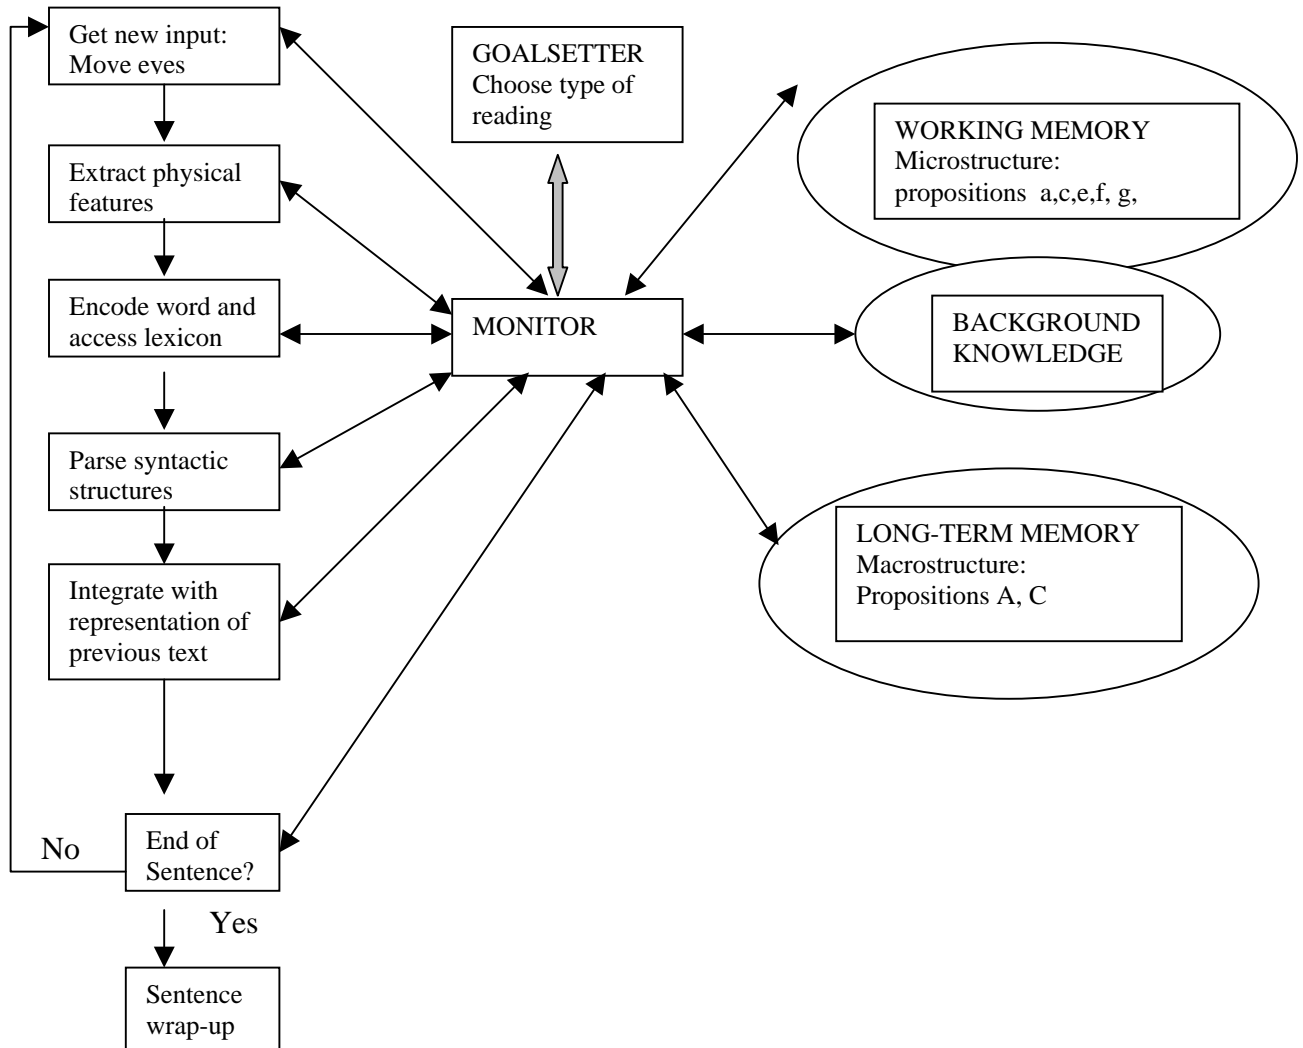 Get new input:
Move eyes
Extract physical
features
Encode word and
access lexicon
Parse syntactic
structures
Integrate with
representation of
previous text
End of
Sentence?
No
Yes
Sentence
wrap-up
GOALSETTER
Choose type of
reading
MONITOR
WORKING MEMORY
Microstructure:
propositions a,c,e,f, g,
BACKGROUND
KNOWLEDGE
LONG-TERM MEMORY
Macrostructure:
Propositions A, C